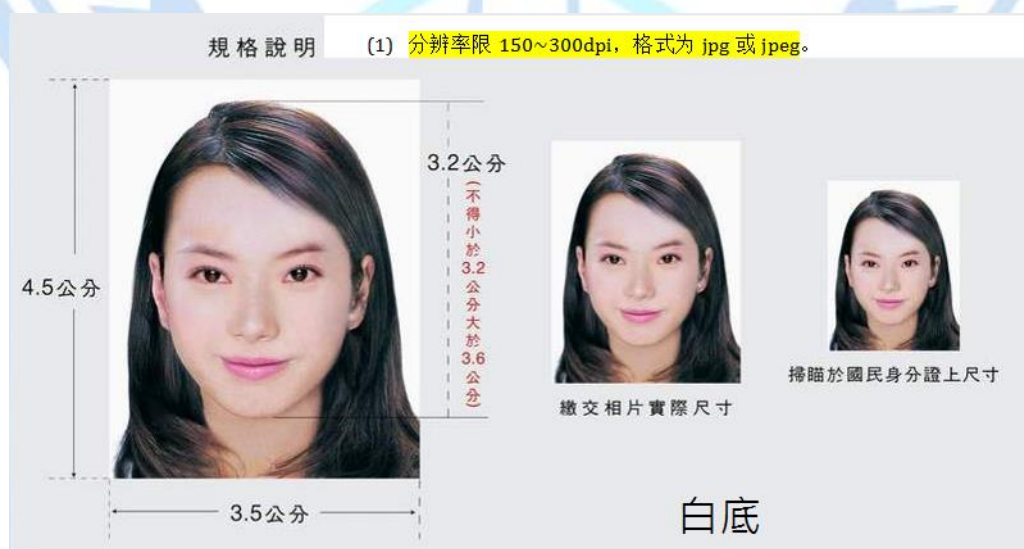 規格說明
(1) 分辨率限 150~300dpi，格式为 jpg 或 jpeg。
4.5公分
3.5公分
3.2公分
(不得小於3.2公分大於3.6公分)
繳交相片實際尺寸
掃瞄於國民身分證上尺寸
白底